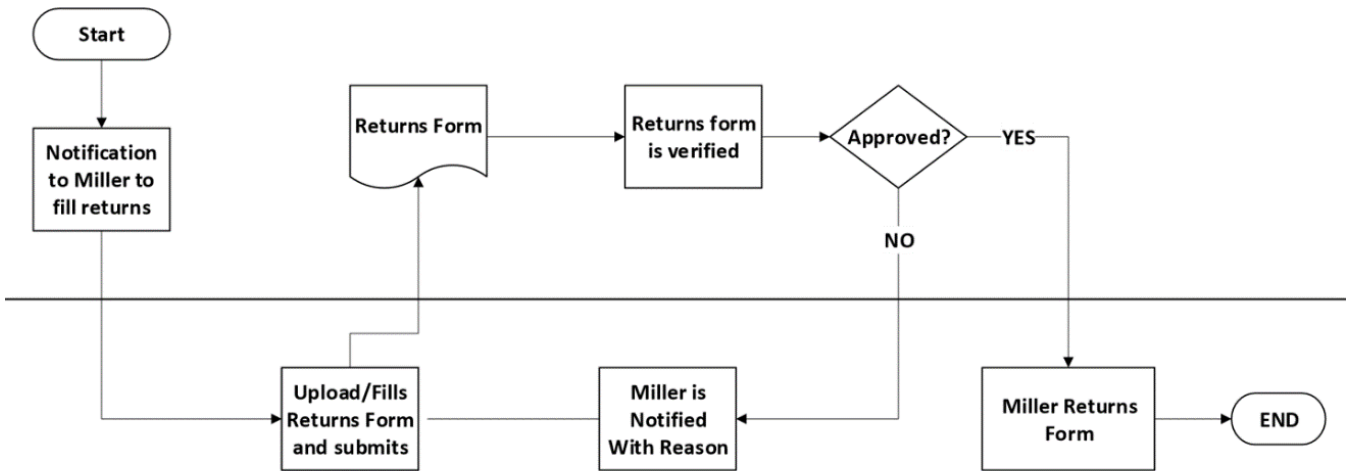 Start
Notification
to Miller to
fill returns
Returns Form
Returns form
is verified
Approved?
YES
NO
Upload/Fills
Returns Form
and submits
Miller is
Notified
With Reason
Miller Returns
Form
END